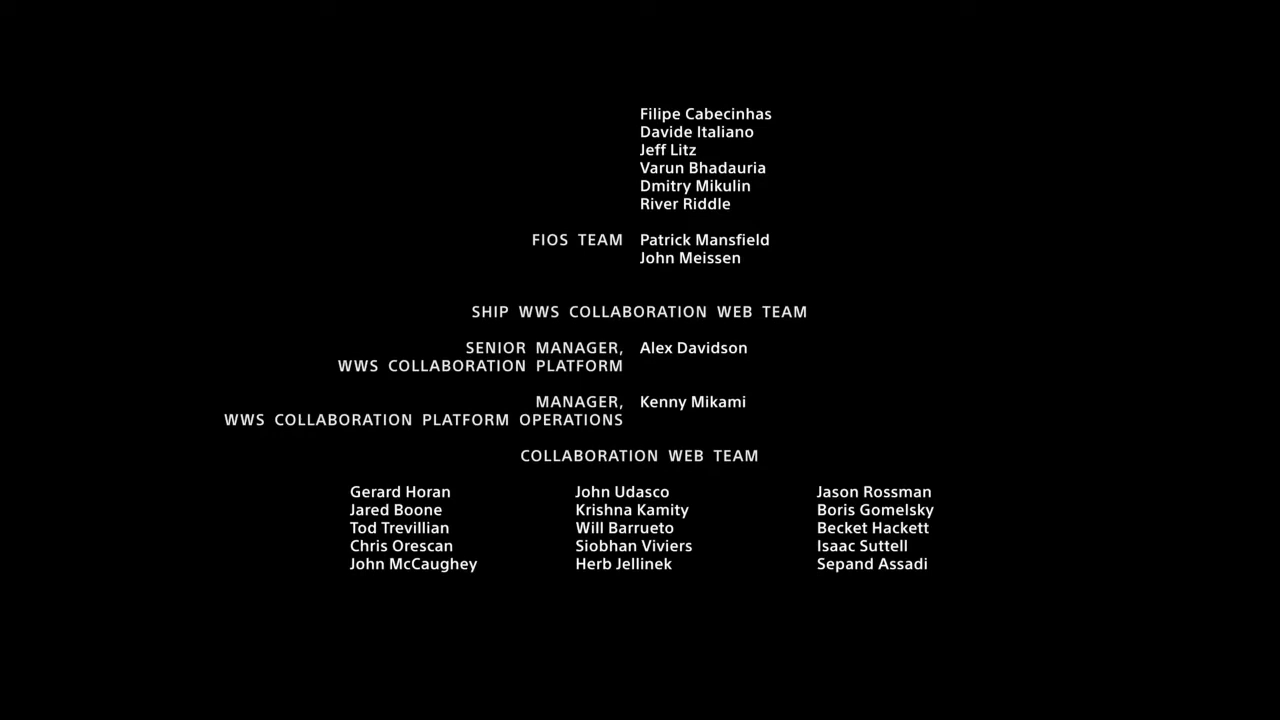 Filipe Cabecinhas
Davide Italiano
Jeff Litz
Varun Bhadauria
Dmitry Mikulin
River Riddle
FIOS TEAM Patrick Mansfield
John Meissen
SHIP WWS COLLABORATION WEB TEAM
SENIOR MANAGER, Alex Davidson
WWS COLLABORATION PLATFORM
MANAGER, Kenny Mikami
WWS COLLABORATION PLATFORM OPERATIONS
COLLABORATION WEB TEAM
Gerard Horan John Udasco Jason Rossman
Jared Boone Krishna Kamity Boris Gomelsky
Tod Trevillian Will Barrueto Becket Hackett
Chris Orescan Siobhan Viviers Isaac Suttell
John McCaughey Herb Jellinek Sepand Assadi